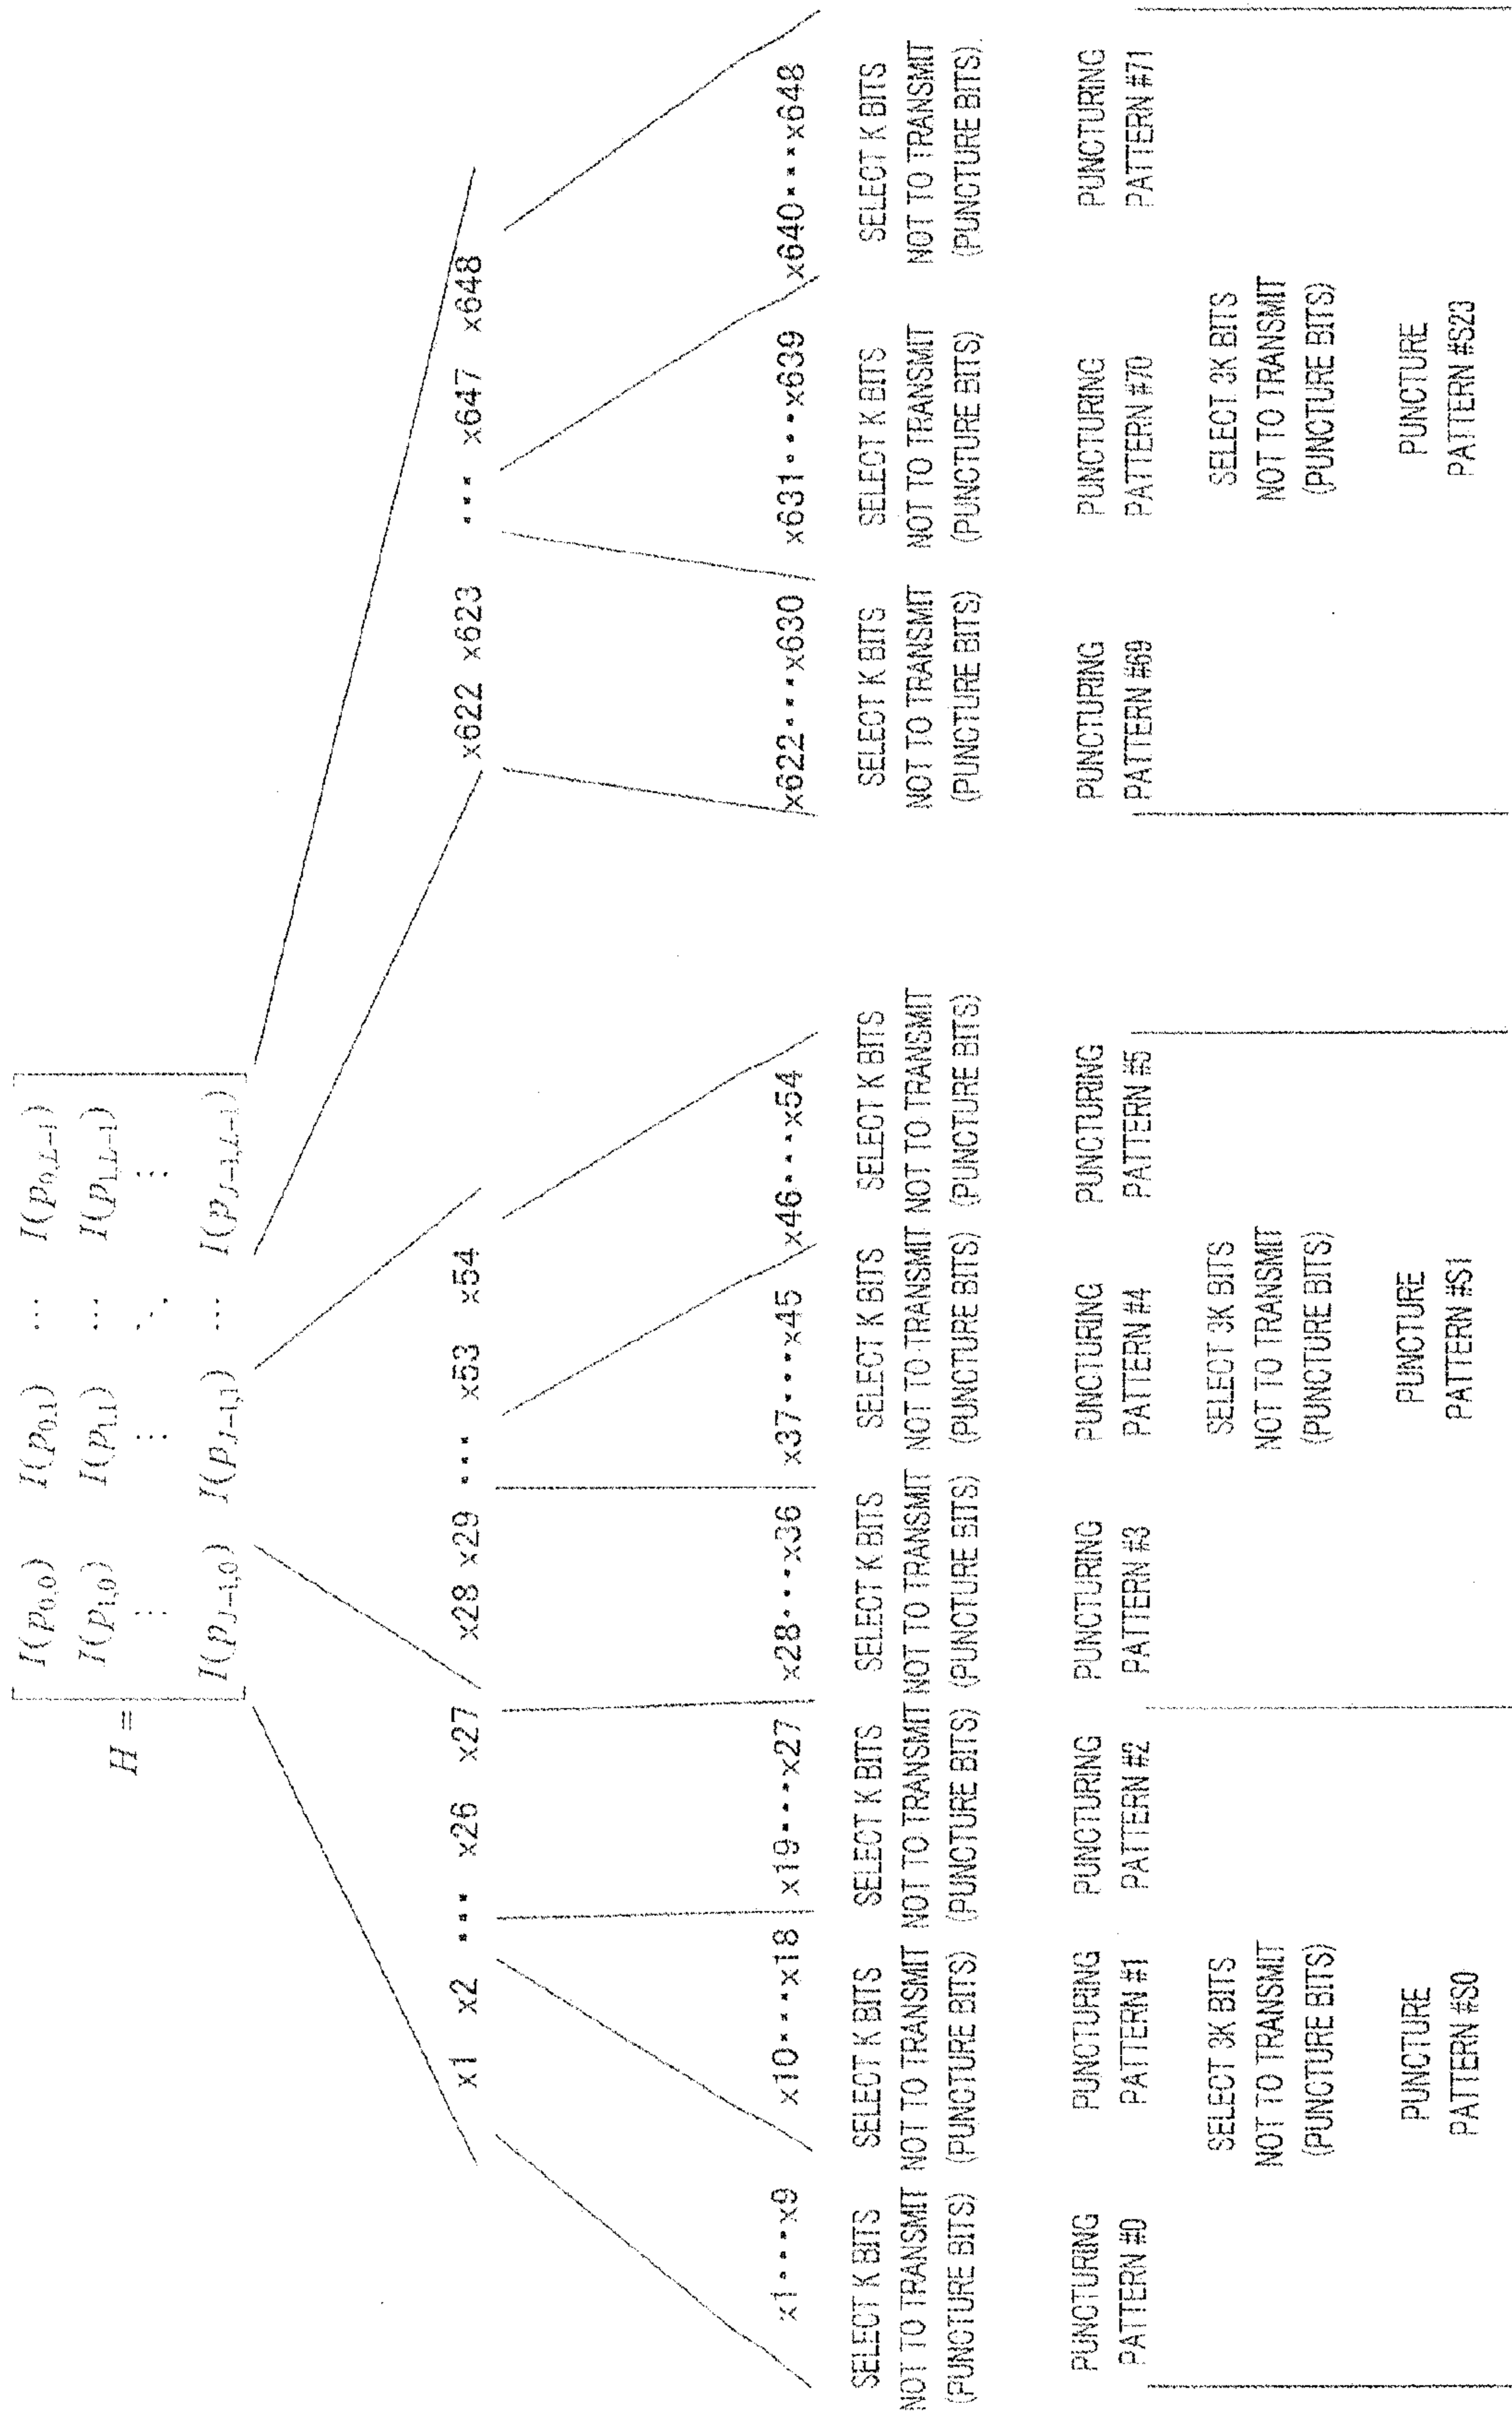 H =
I(p0,0) I(p0,1) ... I(p0,L−1)
I(p1,0) I(p1,1) ... I(p1,L−1)
⋮ ⋮ ⋱ ⋮
I(pJ−1,0) I(pJ−1,1) ... I(pJ−1,L−1)
x1 x2 ... x26 x27 x28 x29 ... x53 x54 x622 x623 ... x647 x648
x1...x9 x10...x18 x19...x27 x28...x36 x37...x45 x46...x54 x622...x630 x631...x639 x640...x648
SELECT K BITS SELECT K BITS SELECT K BITS SELECT K BITS SELECT K BITS SELECT K BITS SELECT K BITS SELECT K BITS SELECT K BITS
NOT TO TRANSMIT NOT TO TRANSMIT NOT TO TRANSMIT NOT TO TRANSMIT NOT TO TRANSMIT NOT TO TRANSMIT NOT TO TRANSMIT NOT TO TRANSMIT NOT TO TRANSMIT
(PUNCTURE BITS) (PUNCTURE BITS) (PUNCTURE BITS) (PUNCTURE BITS) (PUNCTURE BITS) (PUNCTURE BITS) (PUNCTURE BITS) (PUNCTURE BITS) (PUNCTURE BITS)
PUNCTURING PUNCTURING PUNCTURING PUNCTURING PUNCTURING PUNCTURING PUNCTURING PUNCTURING PUNCTURING
PATTERN #0 PATTERN #1 PATTERN #2 PATTERN #3 PATTERN #4 PATTERN #5 PATTERN #69 PATTERN #70 PATTERN #71
SELECT 3K BITS SELECT 3K BITS SELECT 3K BITS
NOT TO TRANSMIT NOT TO TRANSMIT NOT TO TRANSMIT
(PUNCTURE BITS) (PUNCTURE BITS) (PUNCTURE BITS)
PUNCTURE PUNCTURE PUNCTURE
PATTERN #S0 PATTERN #S1 PATTERN #S23